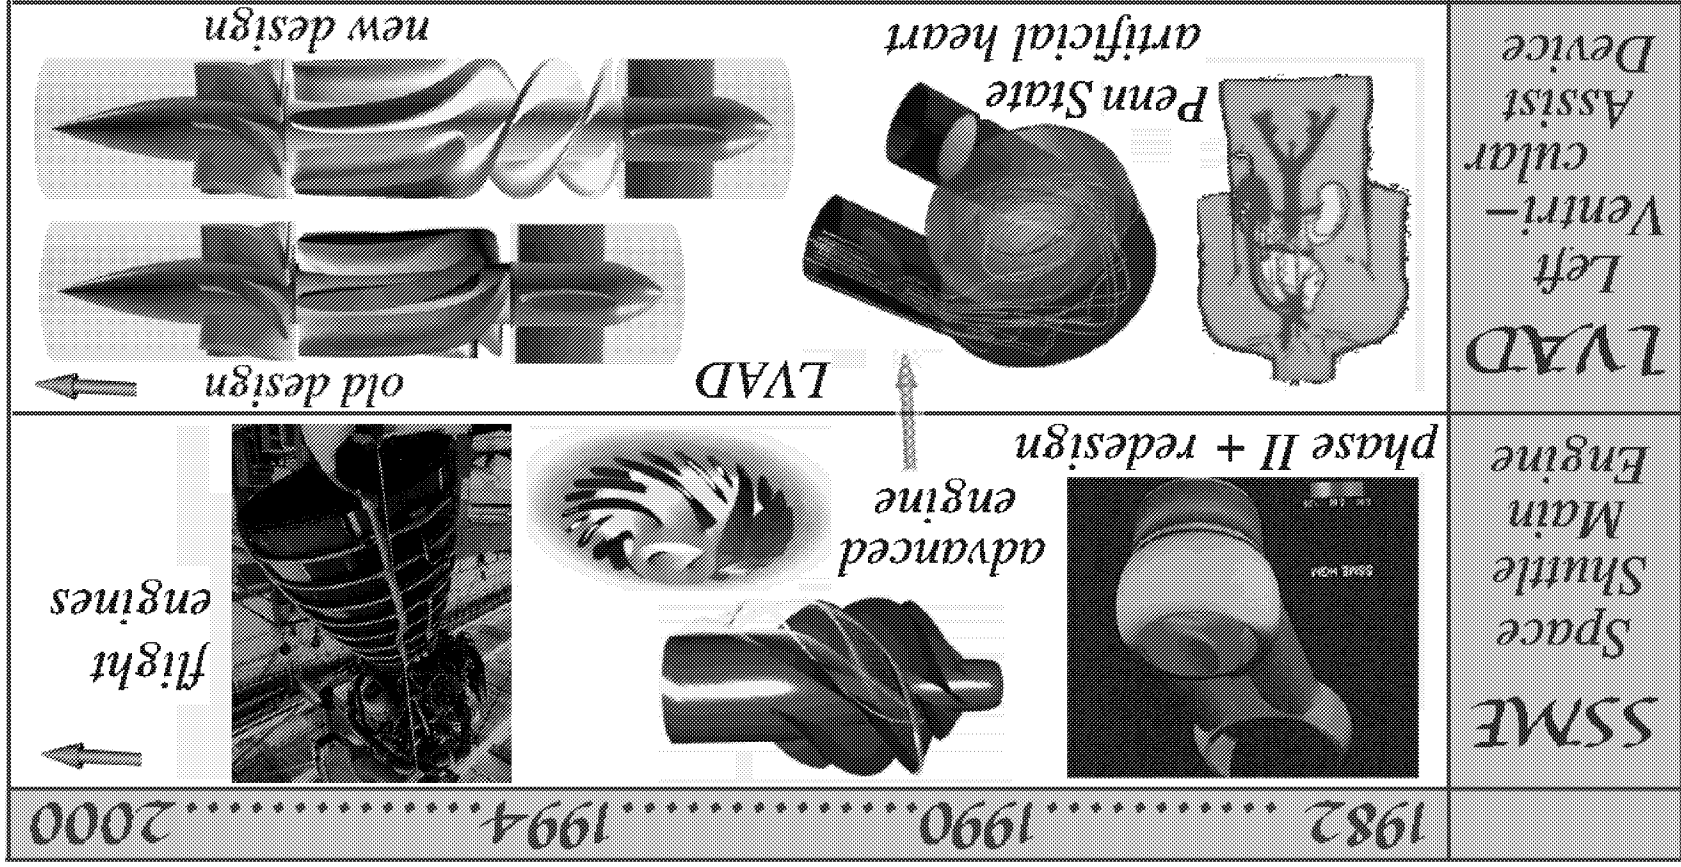 1982 .............. 1990 .............. 1994 .............. 2000
SSME
Space
Shuttle
Main
Engine
SSME HGM
phase II + redesign
advanced
engine
flight
engines
LVAD
Left
Ventri-
cular
Assist
Device
Penn State
artificial heart
LVAD
old design
new design